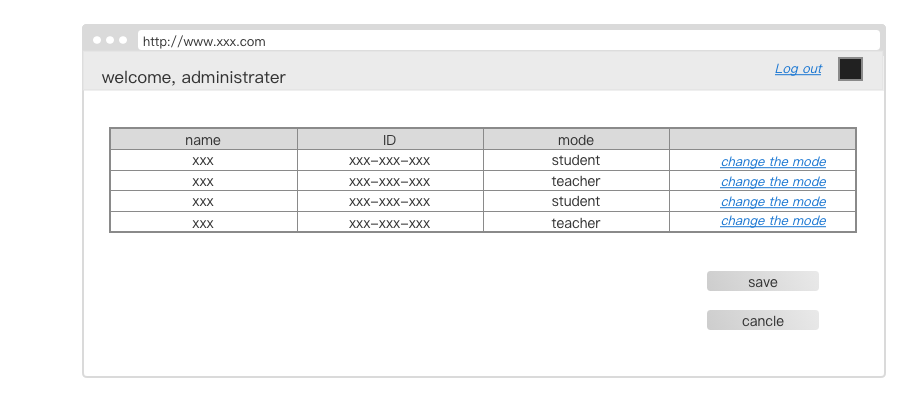 http://www.xxx.com
welcome, administrater
Log out
name ID mode
xxx xxx-xxx-xxx student change the mode
xxx xxx-xxx-xxx teacher change the mode
xxx xxx-xxx-xxx student change the mode
xxx xxx-xxx-xxx teacher change the mode
save
cancle